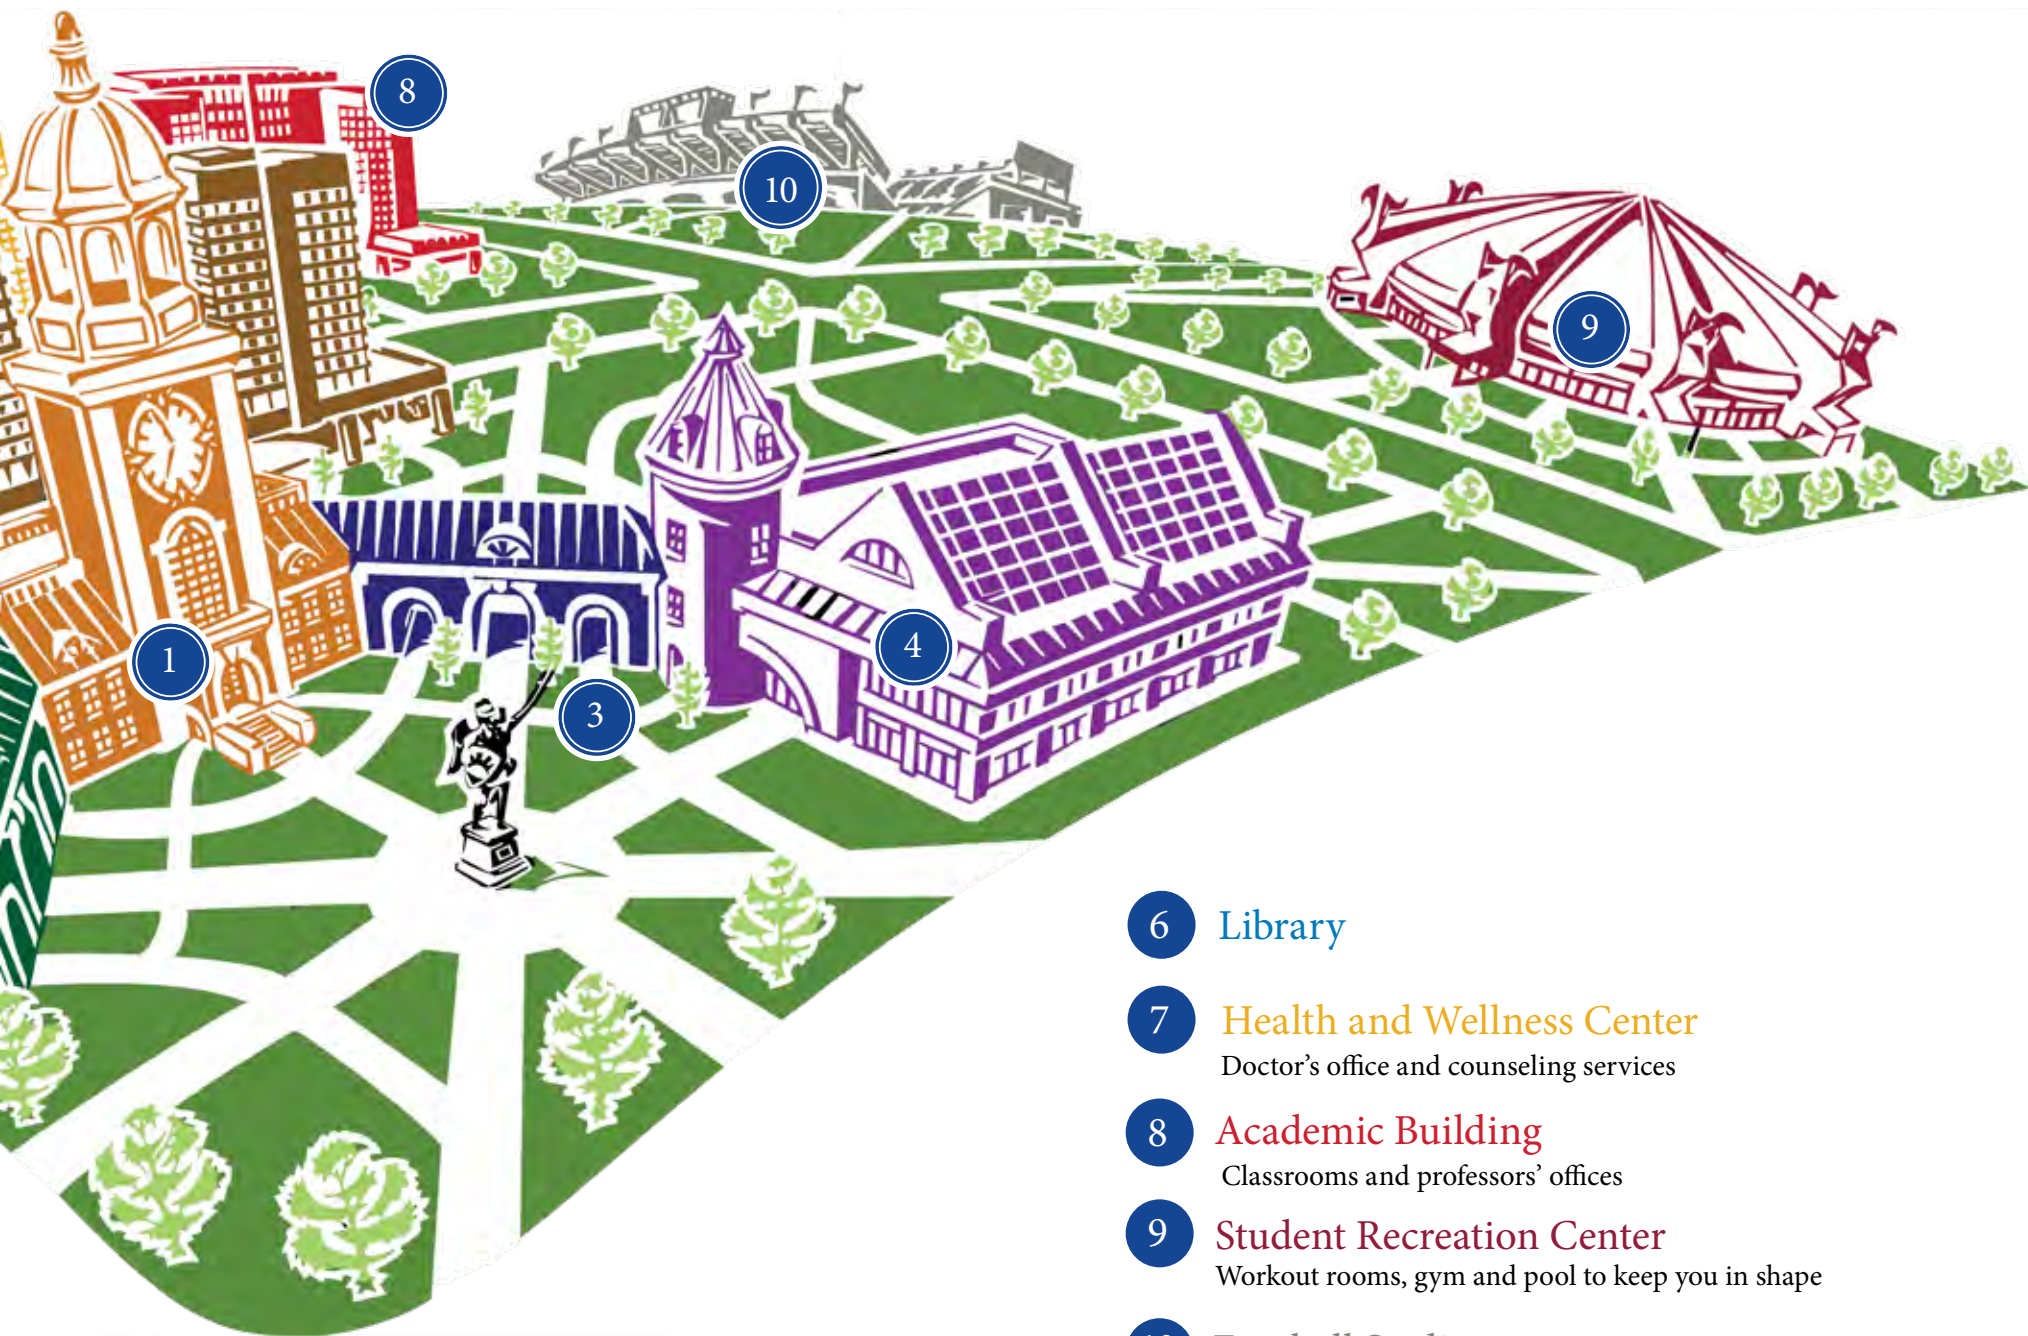 8
10
9
1
4
3
6 Library
7 Health and Wellness Center
Doctor’s office and counseling services
8 Academic Building
Classrooms and professors’ offices
9 Student Recreation Center
Workout rooms, gym and pool to keep you in shape